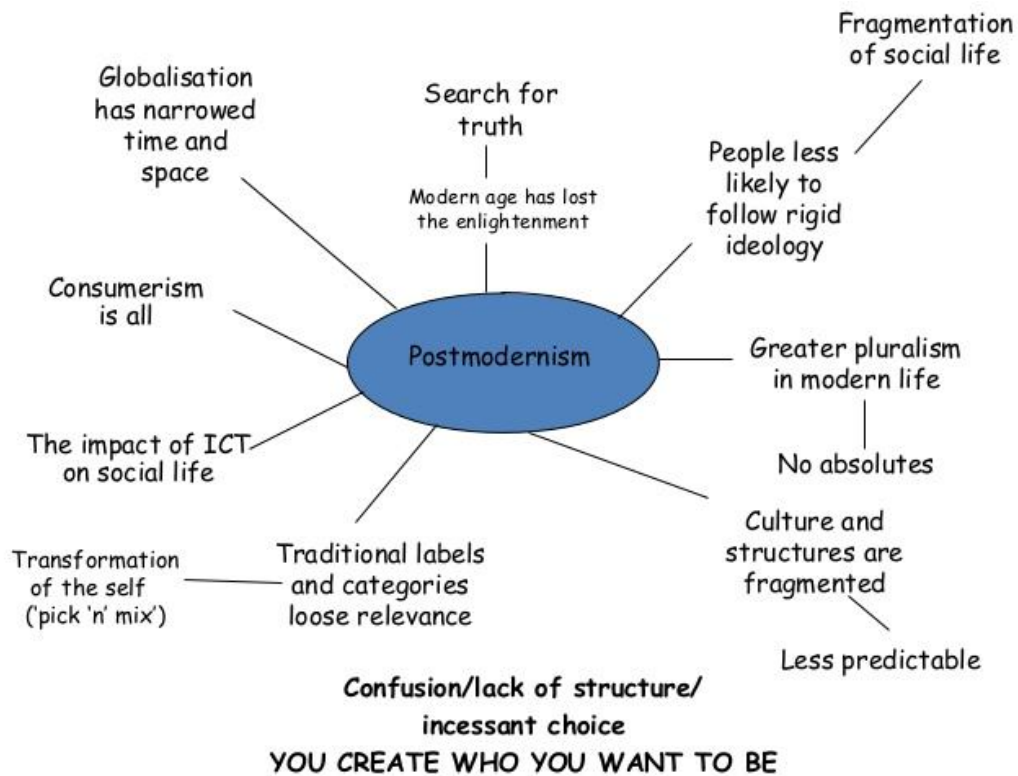 Fragmentation
of social life
Globalisation
has narrowed
time and
space
Search for
truth
Modern age has lost
the enlightenment
People less
likely to
follow rigid
ideology
Consumerism
is all
Postmodernism
Greater pluralism
in modern life
No absolutes
The impact of ICT
on social life
Culture and
structures are
fragmented
Less predictable
Traditional labels
and categories
loose relevance
Transformation
of the self
('pick 'n' mix')
Confusion/lack of structure/
incessant choice
YOU CREATE WHO YOU WANT TO BE